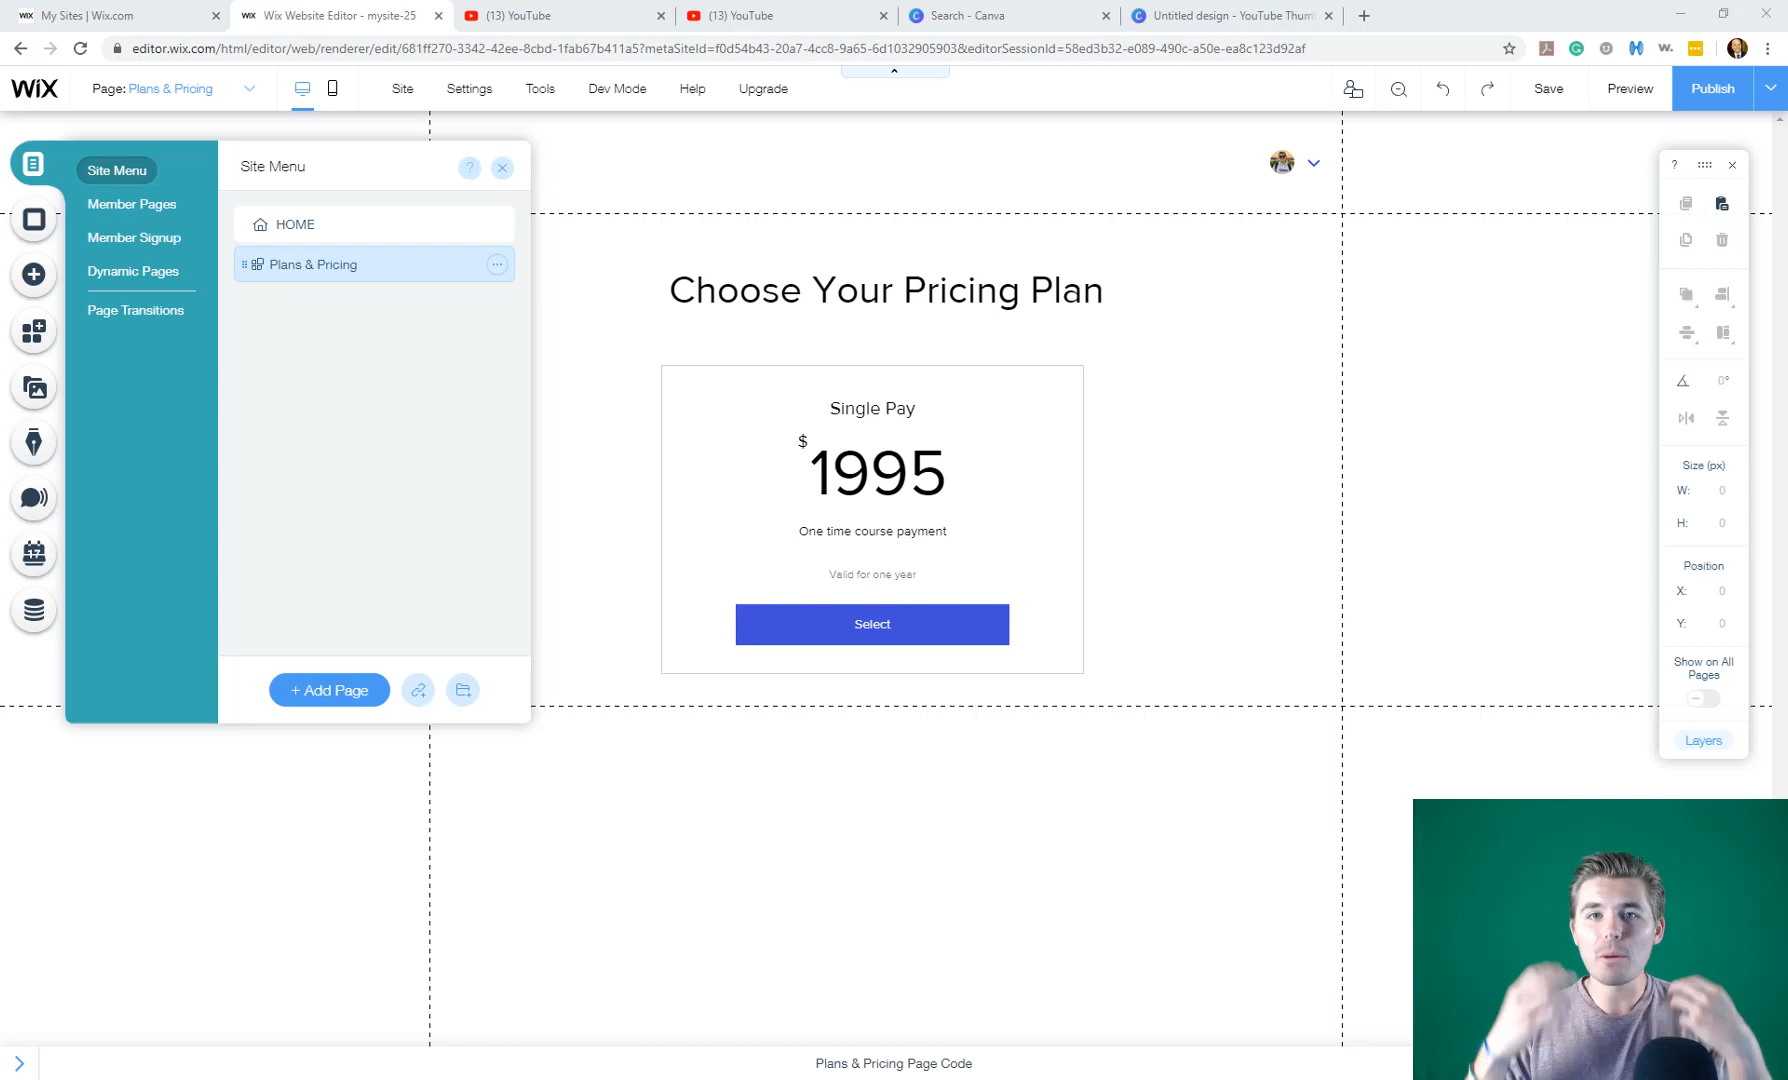 My Sites | Wix.com
Wix Website Editor - mysite-25
(13) YouTube
(13) YouTube
Search - Canva
Untitled design - YouTube Thum
editor.wix.com/html/editor/web/renderer/edit/681ff270-3342-42ee-8cbd-1fab67b411a5?metaSiteId=f0d54b43-20a7-4cc8-9a65-6d1032905903&editorSessionId=58ed3b32-e089-490c-a50e-ea8c123d92af
WiX
Page: Plans & Pricing
Site
Settings
Tools
Dev Mode
Help
Upgrade
Save
Preview
Publish
Site Menu
Member Pages
Member Signup
Dynamic Pages
Page Transitions
Site Menu
?
HOME
Plans & Pricing
+ Add Page
17
Choose Your Pricing Plan
Single Pay
$
1995
One time course payment
Valid for one year
Select
?
0°
Size (px)
W: 0
H: 0
Position
X: 0
Y: 0
Show on All
Pages
Layers
Plans & Pricing Page Code